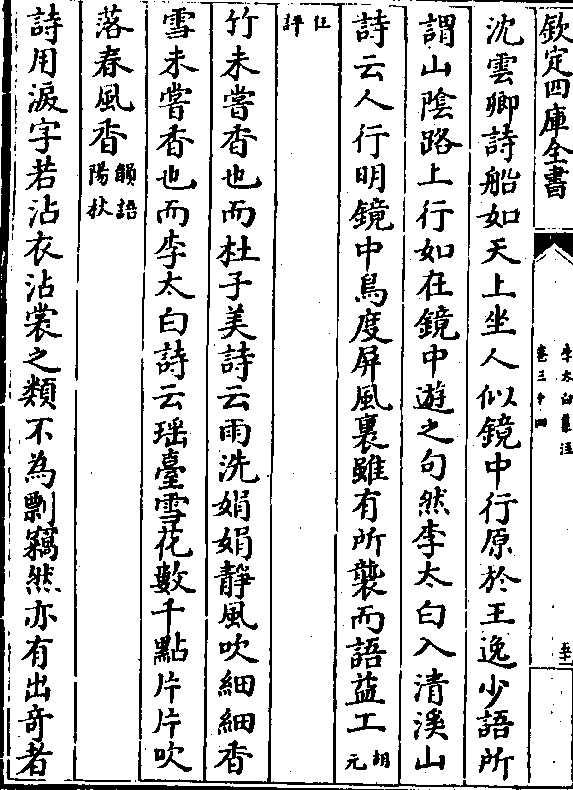 欽定四庫全書
李太白集注
卷三十四
沈雲卿詩船如天上坐人似鏡中行原於王逸少語所
謂山陰路上行如在鏡中遊之句然李太白入清溪山
詩云人行明鏡中鳥度屏風裏雖有所襲而語益工胡元
任評
竹未嘗香也而杜子美詩云雨洗娟娟靜風吹細細香
雪未嘗香也而李太白詩云瑶臺雪花數千點片片吹
落春風香韻語陽秋
詩用淚字若沾衣沾裳之類不為剽竊然亦有出奇者